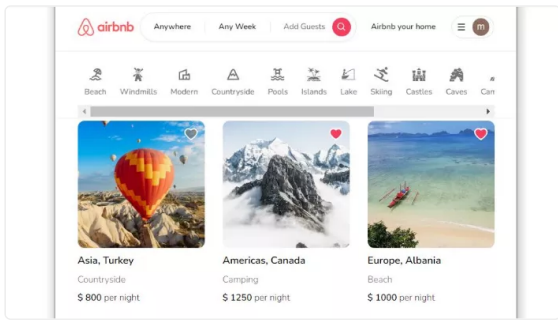 airbnb
Anywhere Any Week Add Guests Airbnb your home m
Beach Windmills Modern Countryside Pools Islands Lake Skiing Castles Caves
Asia, Turkey
Countryside
$ 800 per night
Americas, Canada
Camping
$ 1250 per night
Europe, Albania
Beach
$ 1000 per night